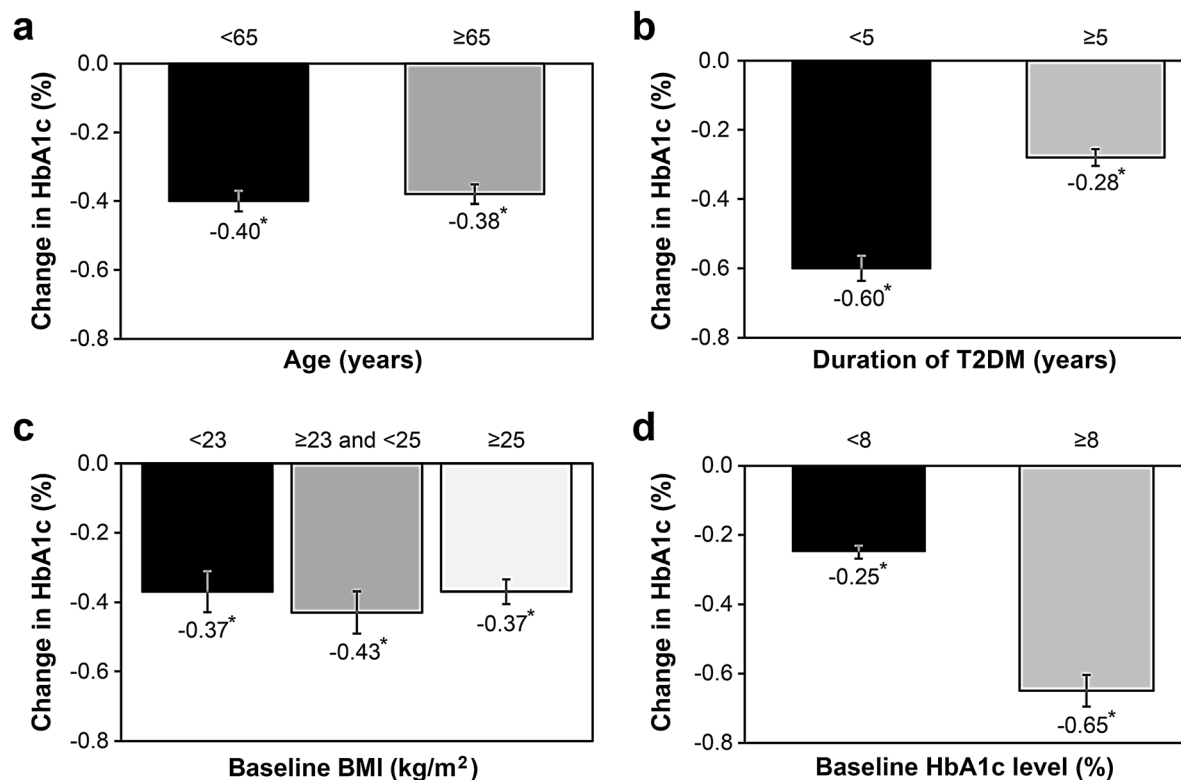 a
<65 ≥65
Change in HbA1c (%)
0.0
-0.2
-0.4
-0.6
-0.8
-0.40*
-0.38*
Age (years)
b
<5 ≥5
Change in HbA1c (%)
0.0
-0.2
-0.4
-0.6
-0.8
-0.60*
-0.28*
Duration of T2DM (years)
c
<23 ≥23 and <25 ≥25
Change in HbA1c (%)
0.0
-0.2
-0.4
-0.6
-0.8
-0.37*
-0.43*
-0.37*
Baseline BMI (kg/m²)
d
<8 ≥8
Change in HbA1c (%)
0.0
-0.2
-0.4
-0.6
-0.8
-0.25*
-0.65*
Baseline HbA1c level (%)